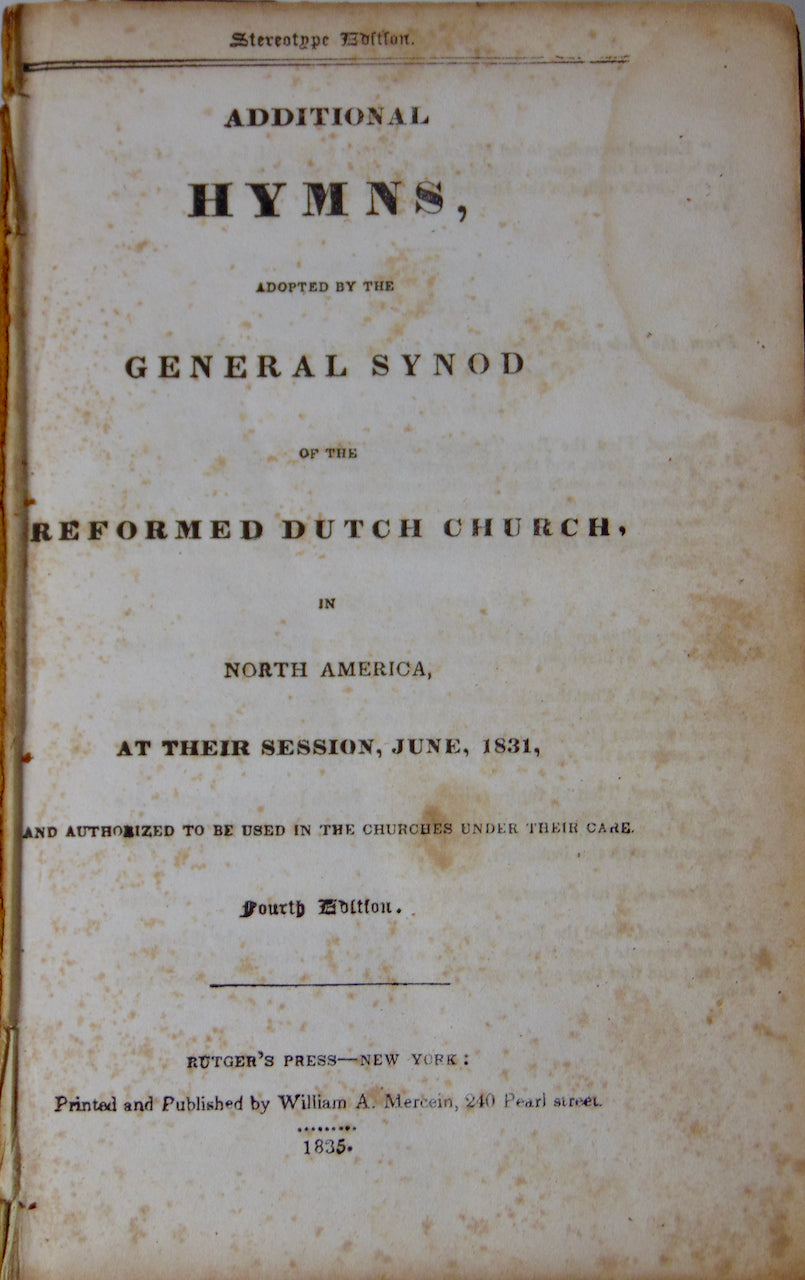 Stereotype Edition.
ADDITIONAL
HYMNS,
ADOPTED BY THE
GENERAL SYNOD
OF THE
REFORMED DUTCH CHURCH,
IN
NORTH AMERICA,
AT THEIR SESSION, JUNE, 1831,
AND AUTHORIZED TO BE USED IN THE CHURCHES UNDER THEIR CARE.
Fourth Edition.
RUTGER'S PRESS—NEW YORK:
Printed and Published by William A. Mercein, 240 Pearl street.
1835.